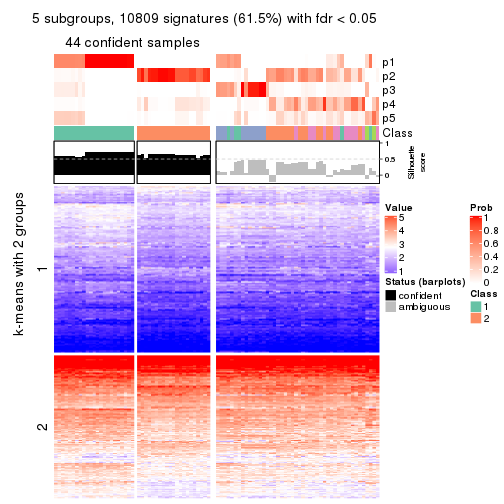 5 subgroups, 10809 signatures (61.5%) with fdr < 0.05
44 confident samples
p1
p2
p3
p4
p5
Class
1
0.5
0
Silhouette
score
k-means with 2 groups
1
2
Value
5
4
3
2
1
Status (barplots)
confident
ambiguous
Prob
1
0.8
0.6
0.4
0.2
0
Class
1
2